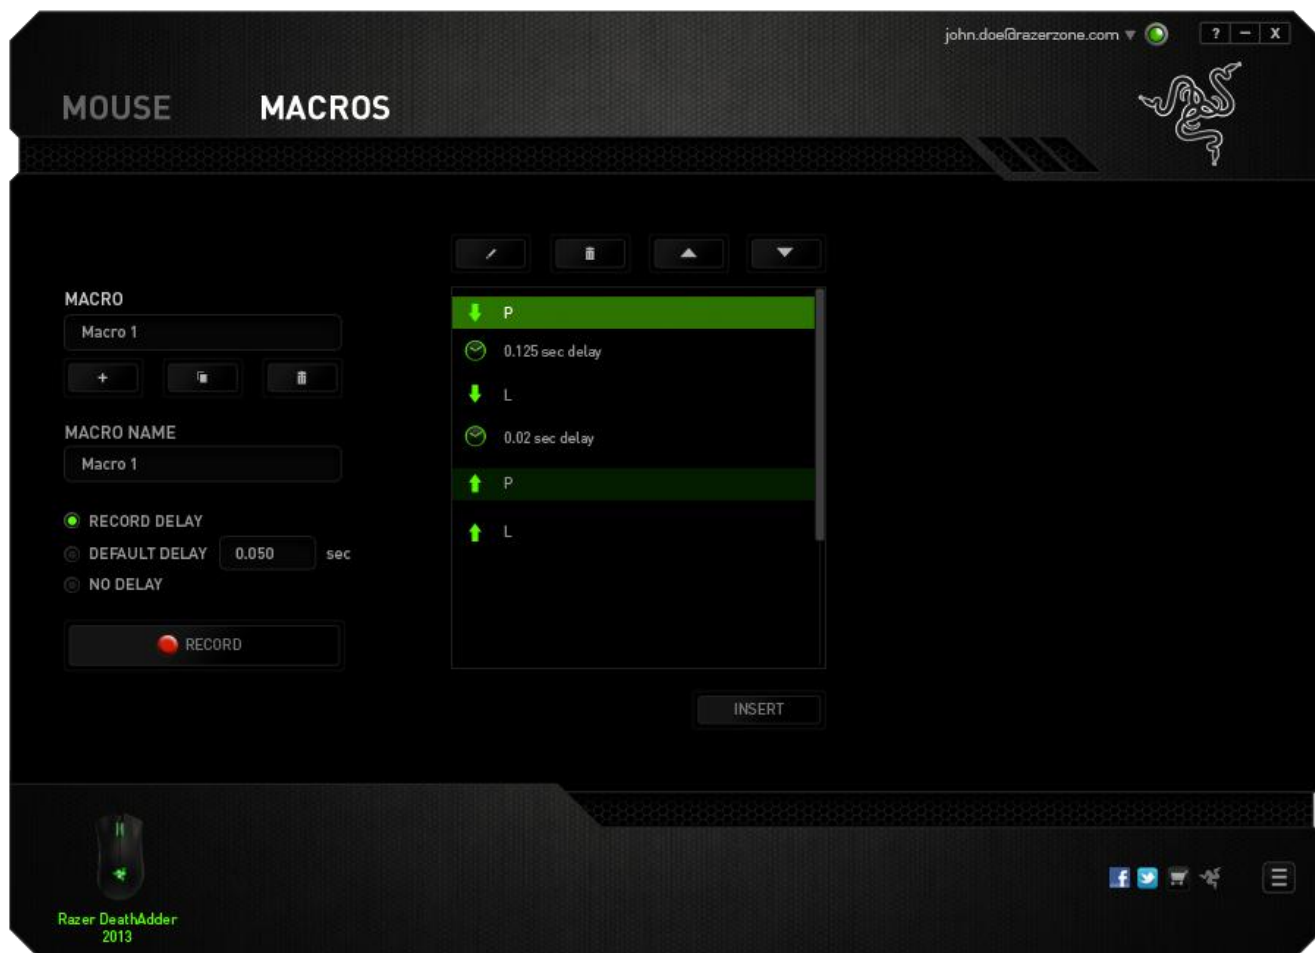 john.doe@razerzone.com
? – X
MOUSE MACROS
MACRO
Macro 1
MACRO NAME
Macro 1
RECORD DELAY
DEFAULT DELAY 0.050 sec
NO DELAY
RECORD
P
0.125 sec delay
L
0.02 sec delay
P
L
INSERT
Razer DeathAdder
2013